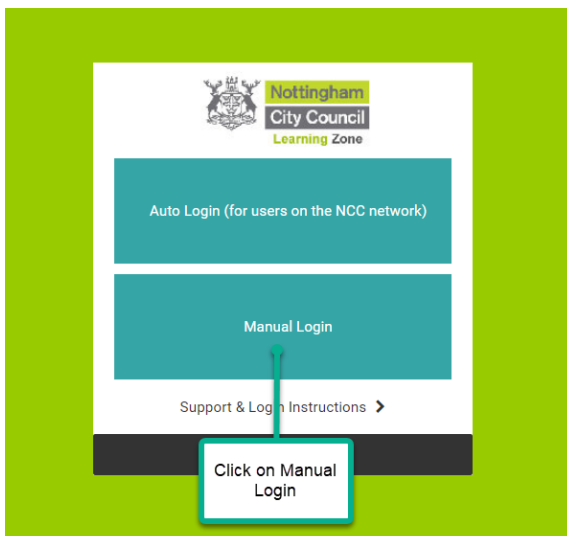 Nottingham
City Council
Learning Zone
Auto Login (for users on the NCC network)
Manual Login
Support & Login Instructions
Click on Manual
Login